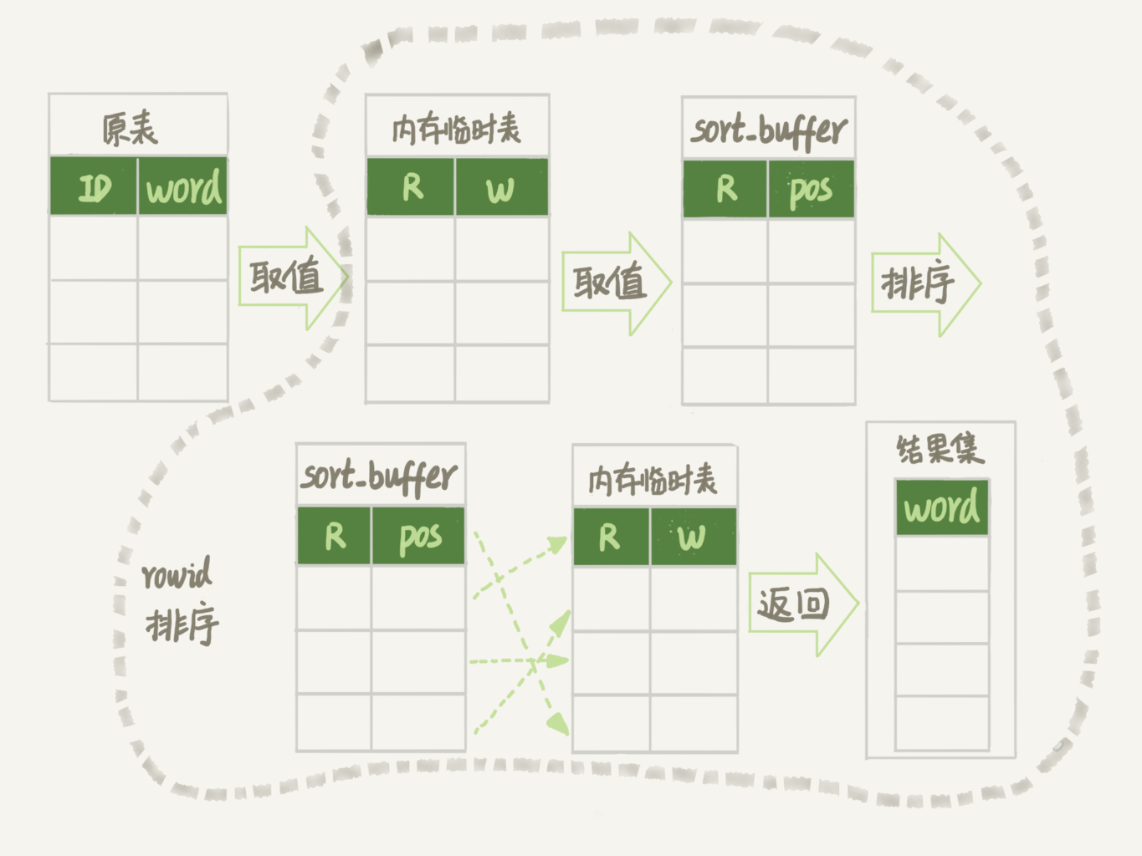 原表
ID word
取值
内存临时表
R W
取值
sort_buffer
R pos
排序
rowid
排序
sort_buffer
R pos
内存临时表
R W
返回
结果集
word